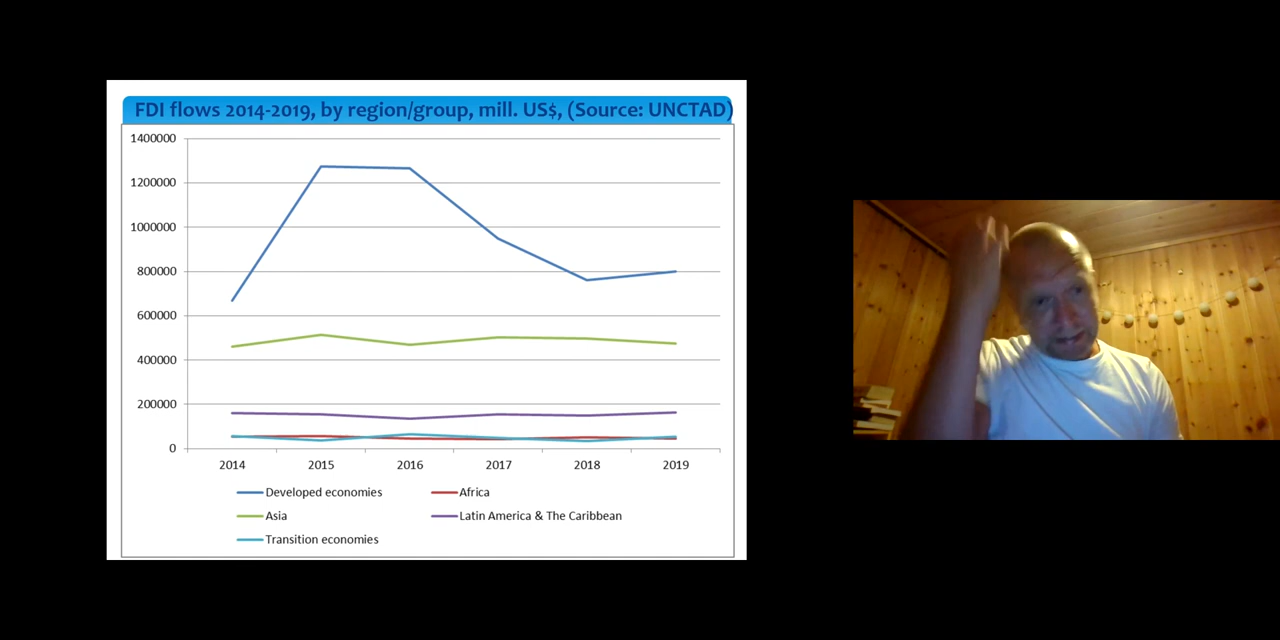 FDI flows 2014-2019, by region/group, mill. US$, (Source: UNCTAD)
1400000
1200000
1000000
800000
600000
400000
200000
0
2014 2015 2016 2017 2018 2019
Developed economies Africa
Asia Latin America & The Caribbean
Transition economies